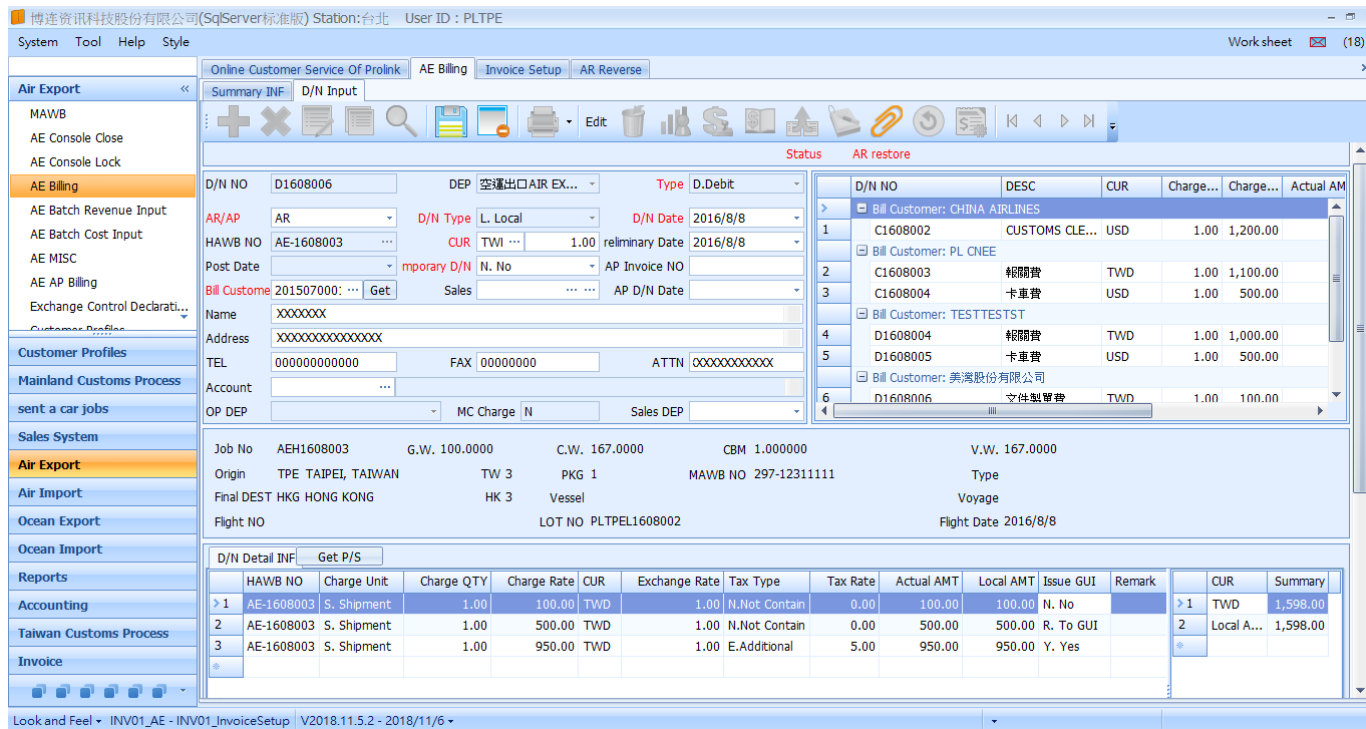 博连资讯科技股份有限公司(SqlServer标准版) Station:台北 User ID : PLTPE
System Tool Help Style Work sheet (18)
Online Customer Service Of Prolink AE Billing Invoice Setup AR Reverse
Air Export «
Summary INF D/N Input
MAWB
AE Console Close
AE Console Lock
AE Billing
AE Batch Revenue Input
AE Batch Cost Input
AE MISC
AE AP Billing
Exchange Control Declarati...
Customer Profiles
Customer Profiles
Mainland Customs Process
sent a car jobs
Sales System
Air Export
Air Import
Ocean Export
Ocean Import
Reports
Accounting
Taiwan Customs Process
Invoice
Edit
Status AR restore
D/N NO D1608006 DEP 空運出口AIR EX... Type D.Debit
AR/AP AR D/N Type L. Local D/N Date 2016/8/8
HAWB NO AE-1608003 ... CUR TWI ... 1.00 reliminary Date 2016/8/8
Post Date mporary D/N N. No AP Invoice NO
Bill Custome 201507000: ... Get Sales ... ... AP D/N Date
Name XXXXXXX
Address XXXXXXXXXXXXXXX
TEL 000000000000 FAX 00000000 ATTN XXXXXXXXXXXX
Account ...
OP DEP MC Charge N Sales DEP
D/N NO DESC CUR Charge... Charge... Actual AM
Bill Customer: CHINA AIRLINES
1 C1608002 CUSTOMS CLE... USD 1.00 1,200.00
Bill Customer: PL CNEE
2 C1608003 報關費 TWD 1.00 1,100.00
3 C1608004 卡車費 USD 1.00 500.00
Bill Customer: TESTTESTST
4 D1608004 報關費 TWD 1.00 1,000.00
5 D1608005 卡車費 USD 1.00 500.00
Bill Customer: 美灣股份有限公司
6 D1608006 文件製單費 TWD 1.00 100.00
Job No AEH1608003 G.W. 100.0000 C.W. 167.0000 CBM 1.000000 V.W. 167.0000
Origin TPE TAIPEI, TAIWAN TW 3 PKG 1 MAWB NO 297-12311111 Type
Final DEST HKG HONG KONG HK 3 Vessel Voyage
Flight NO LOT NO PLTPEL1608002 Flight Date 2016/8/8
D/N Detail INF Get P/S
HAWB NO Charge Unit Charge QTY Charge Rate CUR Exchange Rate Tax Type Tax Rate Actual AMT Local AMT Issue GUI Remark
1 AE-1608003 S. Shipment 1.00 100.00 TWD 1.00 N.Not Contain 0.00 100.00 100.00 N. No
2 AE-1608003 S. Shipment 1.00 500.00 TWD 1.00 N.Not Contain 0.00 500.00 500.00 R. To GUI
3 AE-1608003 S. Shipment 1.00 950.00 TWD 1.00 E.Additional 5.00 950.00 950.00 Y. Yes
CUR Summary
1 TWD 1,598.00
2 Local A... 1,598.00
Look and Feel INV01_AE - INV01_InvoiceSetup V2018.11.5.2 - 2018/11/6